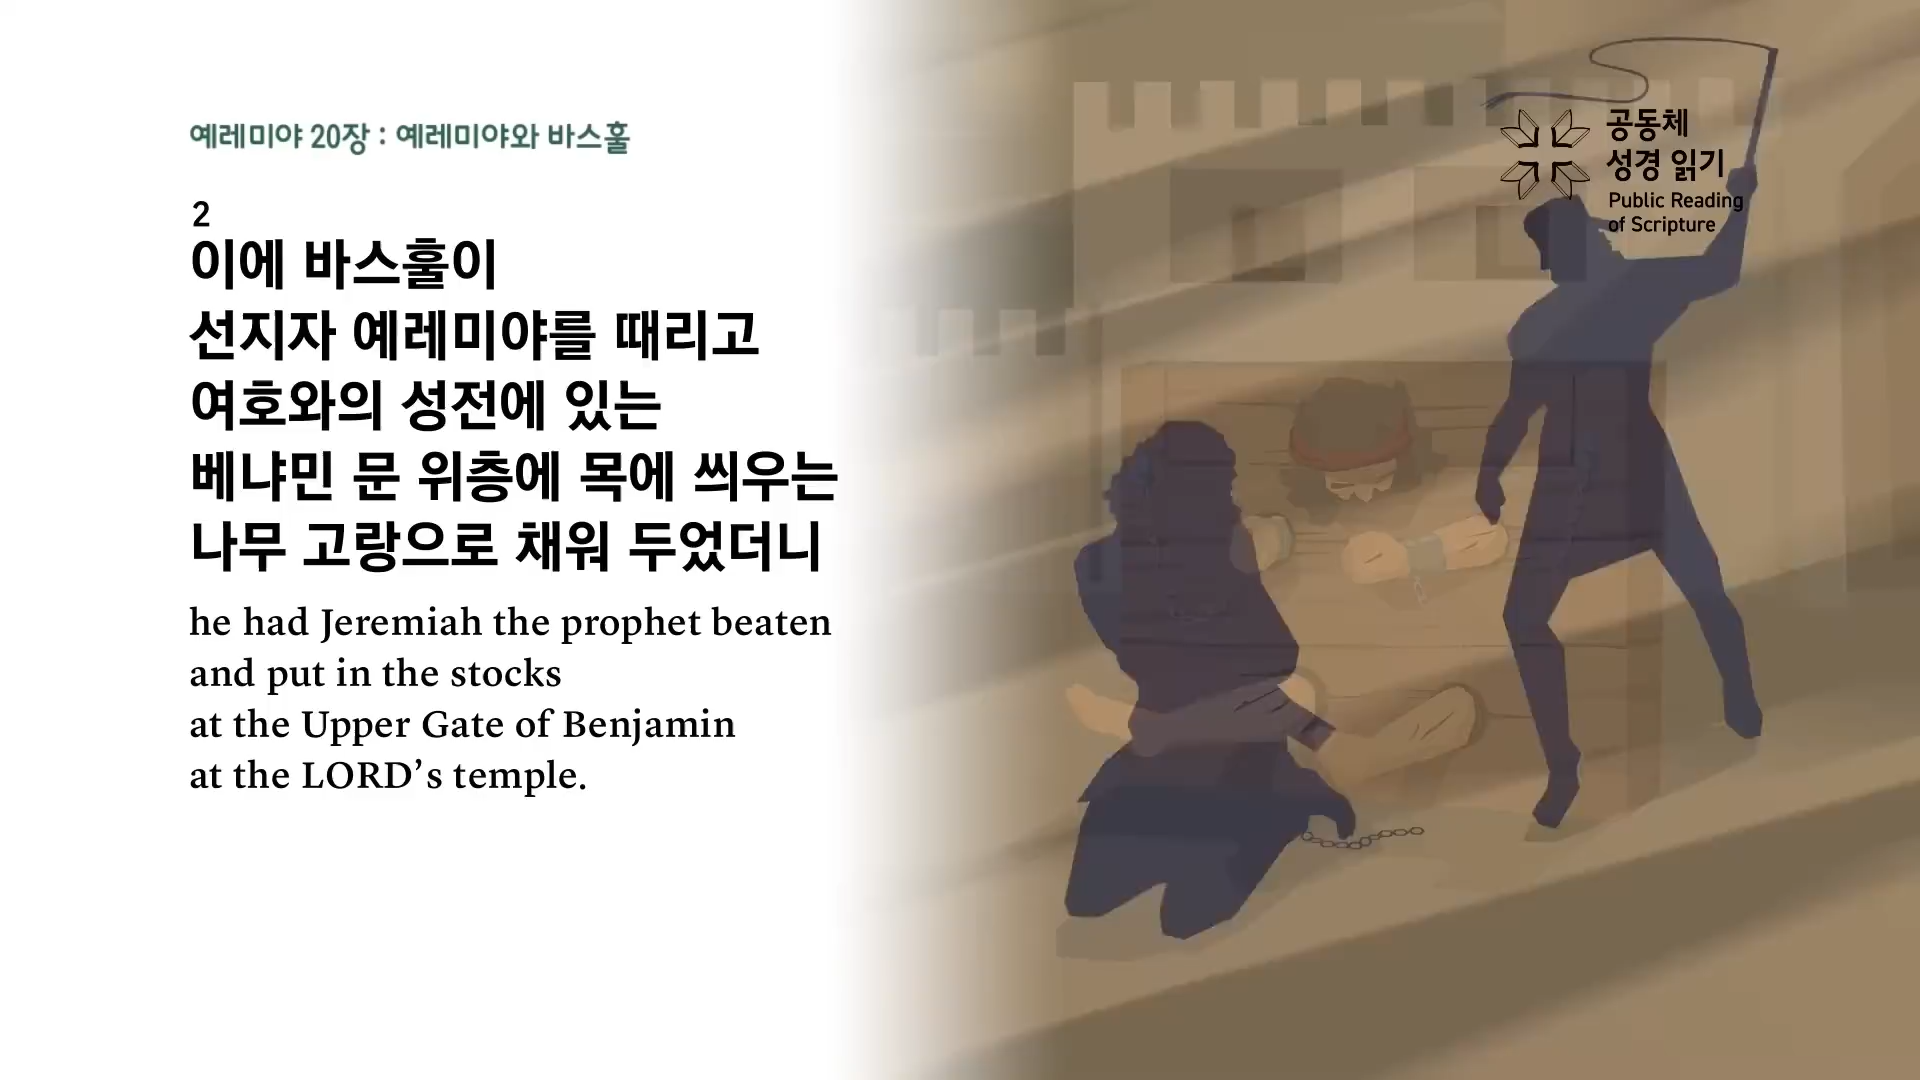 예레미야 20장 : 예레미야와 바스훌
2
이에 바스훌이
선지자 예레미야를 때리고
여호와의 성전에 있는
베냐민 문 위층에 목에 씌우는
나무 고랑으로 채워 두었더니
he had Jeremiah the prophet beaten
and put in the stocks
at the Upper Gate of Benjamin
at the LORD’s temple.
공동체
성경 읽기
Public Reading
of Scripture